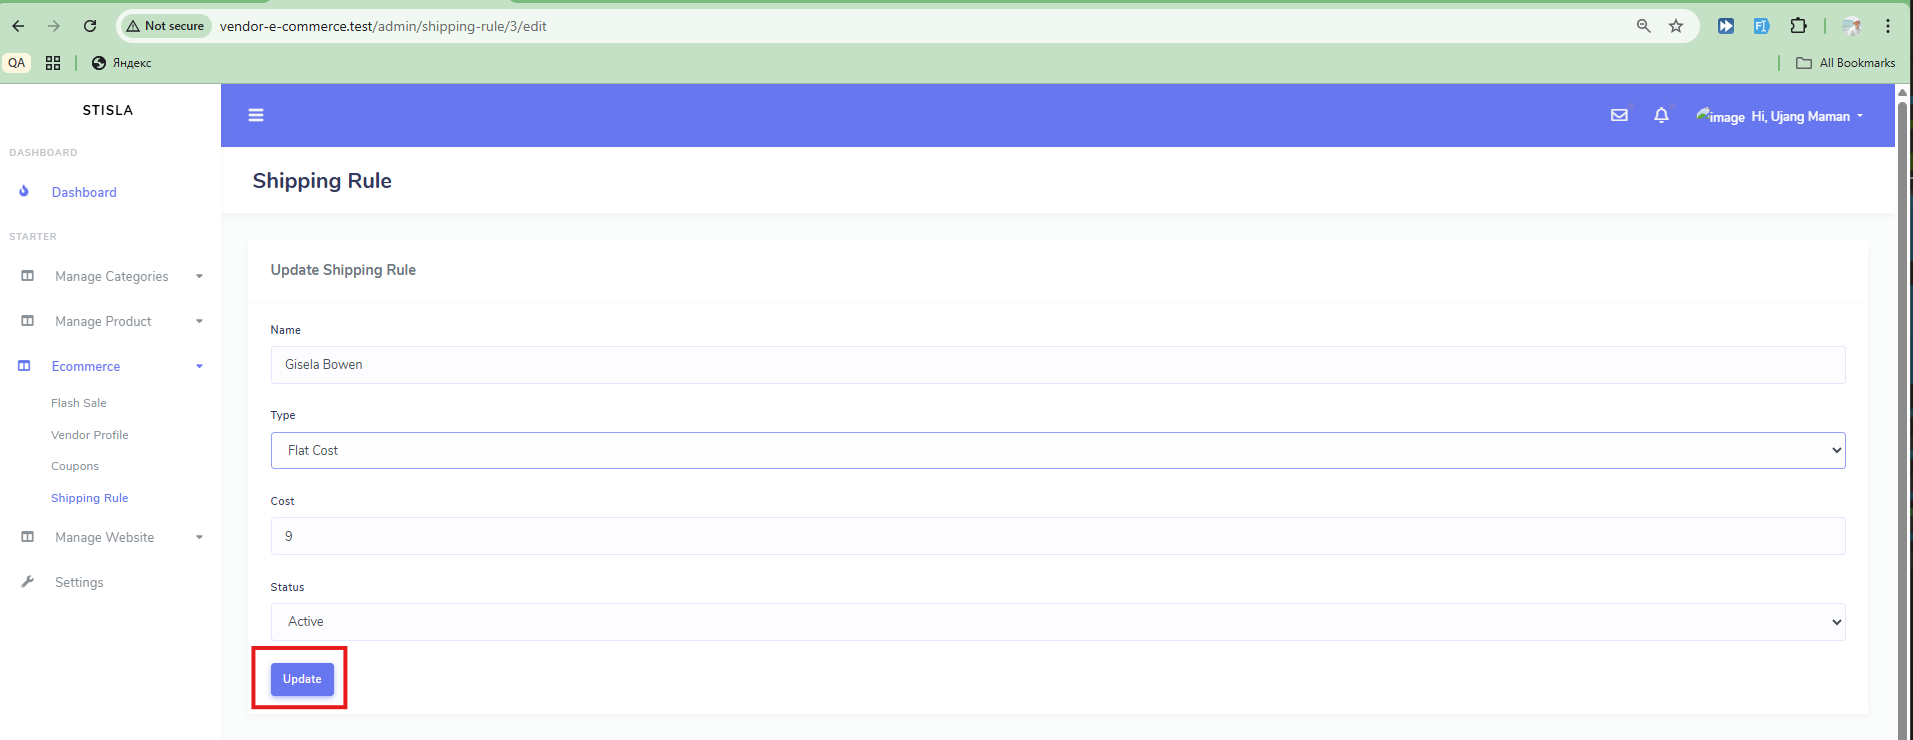 Not secure
vendor-e-commerce.test/admin/shipping-rule/3/edit
QA
Яндекс
All Bookmarks
STISLA
image Hi, Ujang Maman
DASHBOARD
Dashboard
STARTER
Manage Categories
Manage Product
Ecommerce
Flash Sale
Vendor Profile
Coupons
Shipping Rule
Manage Website
Settings
Shipping Rule
Update Shipping Rule
Name
Gisela Bowen
Type
Flat Cost
Cost
9
Status
Active
Update